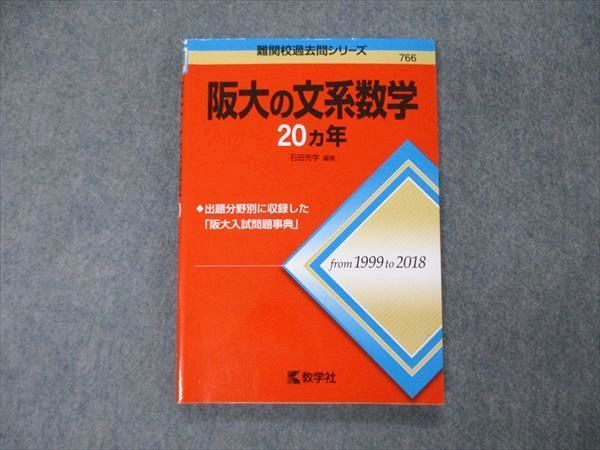 難関校過去問シリーズ
766
阪大の文系数学
20カ年
石田充学 編著
◆出題分野別に収録した
「阪大入試問題事典」
from 1999 to 2018
教学社